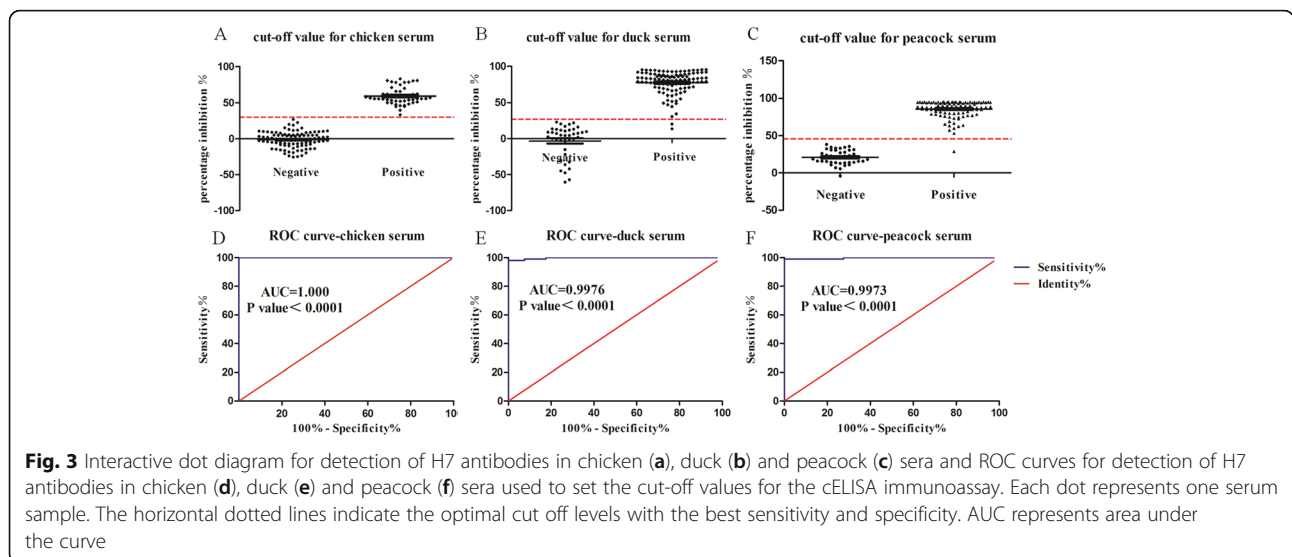 A
cut-off value for chicken serum
percentage inhibition %
100
50
0
-50
-100
Negative
Positive
B
cut-off value for duck serum
percentage inhibition %
100
50
0
-50
-100
Negative
Positive
C
cut-off value for peacock serum
percentage inhibition %
150
100
50
0
-50
Negative
Positive
D
ROC curve-chicken serum
Sensitivity%
100
80
60
40
20
0
AUC=1.000
P value< 0.0001
20 40 60 80 100
100% - Specificity%
E
ROC curve-duck serum
Sensitivity%
100
80
60
40
20
0
AUC=0.9976
P value< 0.0001
20 40 60 80 100
100% - Specificity%
F
ROC curve-peacock serum
Sensitivity%
100
80
60
40
20
0
AUC=0.9973
P value< 0.0001
20 40 60 80 100
100% - Specificity%
Sensitivity%
Identity%
Fig. 3 Interactive dot diagram for detection of H7 antibodies in chicken (a), duck (b) and peacock (c) sera and ROC curves for detection of H7
antibodies in chicken (d), duck (e) and peacock (f) sera used to set the cut-off values for the cELISA immunoassay. Each dot represents one serum
sample. The horizontal dotted lines indicate the optimal cut off levels with the best sensitivity and specificity. AUC represents area under
the curve